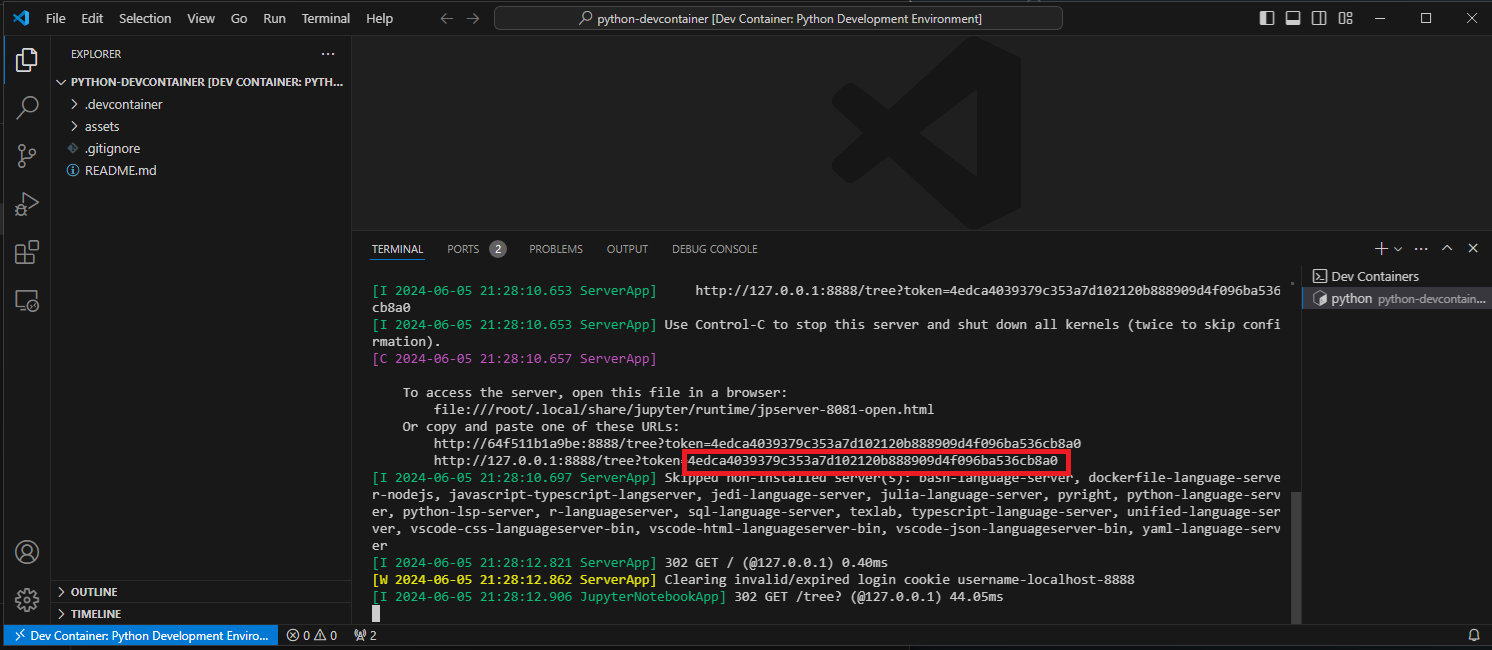 File Edit Selection View Go Run Terminal Help
python-devcontainer [Dev Container: Python Development Environment]
EXPLORER
PYTHON-DEVCONTAINER [DEV CONTAINER: PYTH...
.devcontainer
assets
.gitignore
README.md
OUTLINE
TIMELINE
TERMINAL PORTS 2 PROBLEMS OUTPUT DEBUG CONSOLE
[I 2024-06-05 21:28:10.653 ServerApp]     http://127.0.0.1:8888/tree?token=4edca4039379c353a7d102120b888909d4f096ba536
cb8a0
[I 2024-06-05 21:28:10.653 ServerApp] Use Control-C to stop this server and shut down all kernels (twice to skip confi
rmation).
[C 2024-06-05 21:28:10.657 ServerApp]
To access the server, open this file in a browser:
file:///root/.local/share/jupyter/runtime/jpserver-8081-open.html
Or copy and paste one of these URLs:
http://64f511b1a9be:8888/tree?token=4edca4039379c353a7d102120b888909d4f096ba536cb8a0
http://127.0.0.1:8888/tree?token=4edca4039379c353a7d102120b888909d4f096ba536cb8a0
[I 2024-06-05 21:28:10.697 ServerApp] Skipped non-installed server(s): bash-language-server, dockerfile-language-serve
r-nodejs, javascript-typescript-langserver, jedi-language-server, julia-language-server, pyright, python-language-serv
er, python-lsp-server, r-languageserver, sql-language-server, texlab, typescript-language-server, unified-language-ser
ver, vscode-css-languageserver-bin, vscode-html-languageserver-bin, vscode-json-languageserver-bin, yaml-language-serv
er
[I 2024-06-05 21:28:12.821 ServerApp] 302 GET / (@127.0.0.1) 0.40ms
[W 2024-06-05 21:28:12.862 ServerApp] Clearing invalid/expired login cookie username-localhost-8888
[I 2024-06-05 21:28:12.906 JupyterNotebookApp] 302 GET /tree? (@127.0.0.1) 44.05ms
Dev Containers
python python-devcontain...
Dev Container: Python Development Enviro... 0 0 2